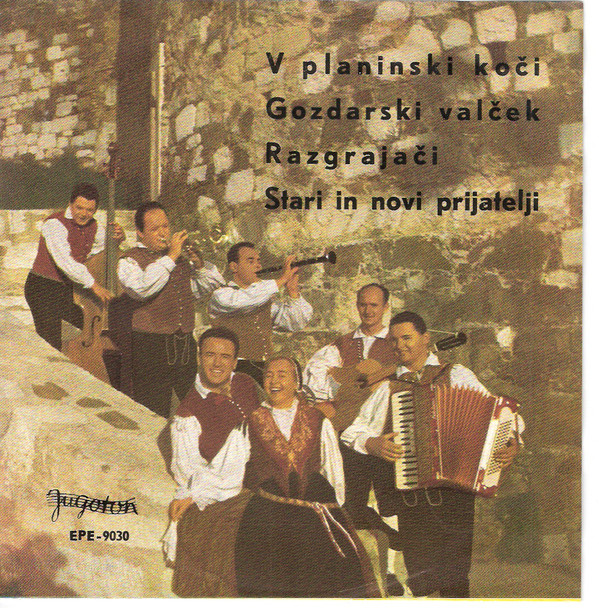 V planinski koči
Gozdarski valček
Razgrajači
Stari in novi prijatelji
Jugoton
EPE-9030